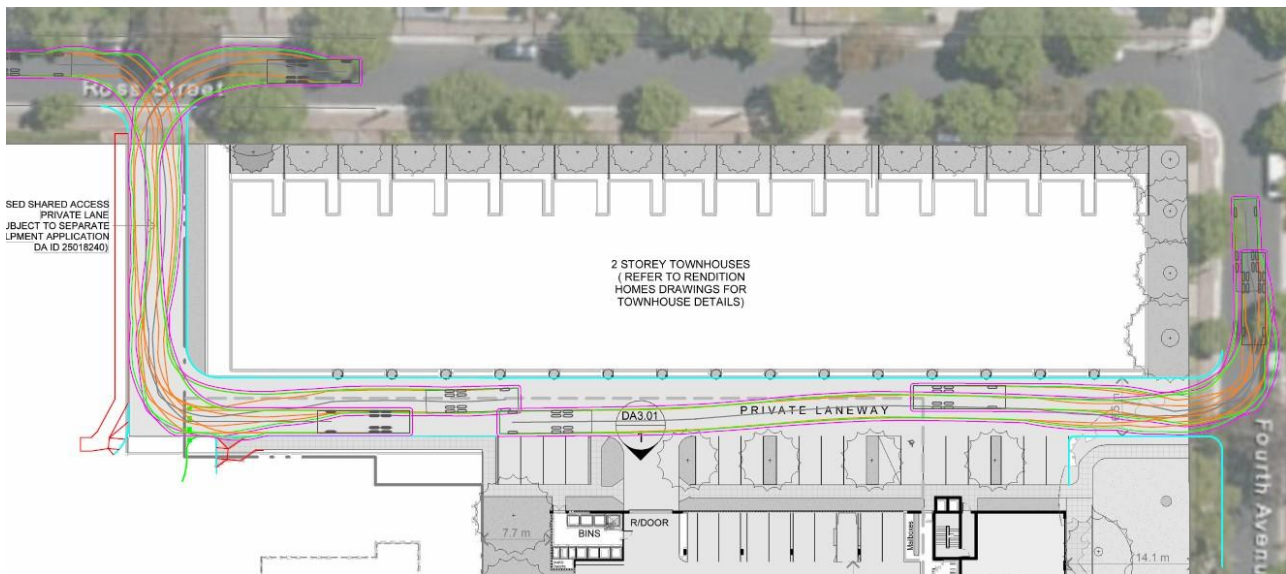 Ross Street
SED SHARED ACCESS
PRIVATE LANE
UBJECT TO SEPARATE
LPMENT APPLICATION
DA ID 25018240)
2 STOREY TOWNHOUSES
( REFER TO RENDITION
HOMES DRAWINGS FOR
TOWNHOUSE DETAILS)
DA3.01
1
PRIVATE LANEWAY
Fourth Avenu
7.7 m
BINS
R/DOOR
Mailboxes
14.1 m